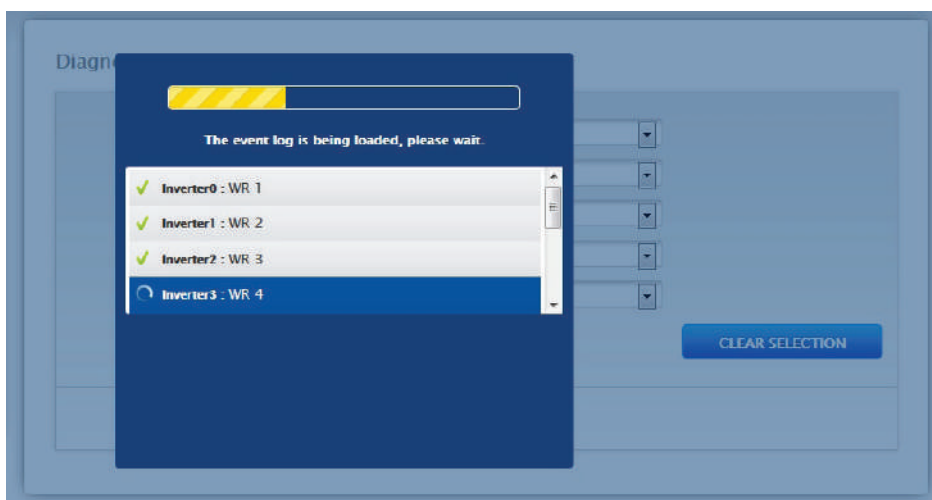 Diagn
The event log is being loaded, please wait.
Inverter0 : WR 1
Inverter1 : WR 2
Inverter2 : WR 3
Inverter3 : WR 4
CLEAR SELECTION